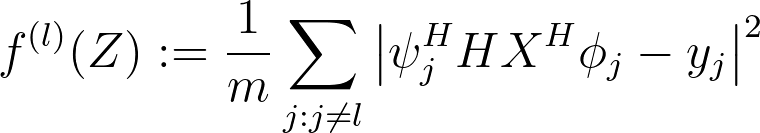 f^{(l)}(Z) := \frac{1}{m} \sum_{j:j \neq l} \left| \psi_j^H H X^H \phi_j - y_j \right|^2